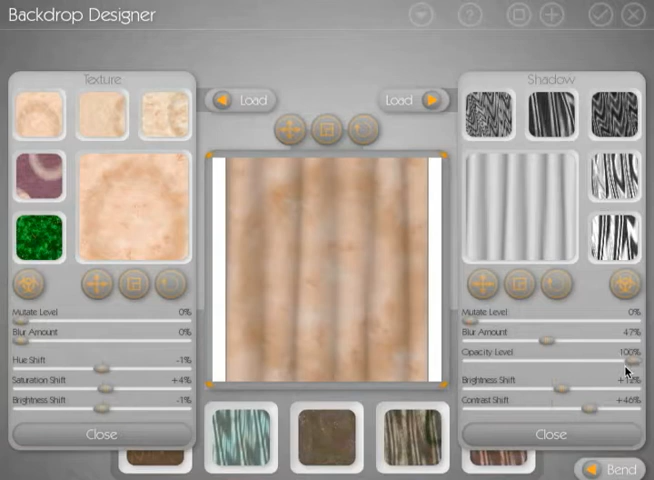 Backdrop Designer
?
Texture
Shadow
Load
Load
Mutate Level 0%
Blur Amount 0%
Hue Shift -1%
Saturation Shift +4%
Brightness Shift -1%
Close
Mutate Level 0%
Blur Amount 47%
Opacity Level 100%
Brightness Shift
Contrast Shift +46%
Close
Bend